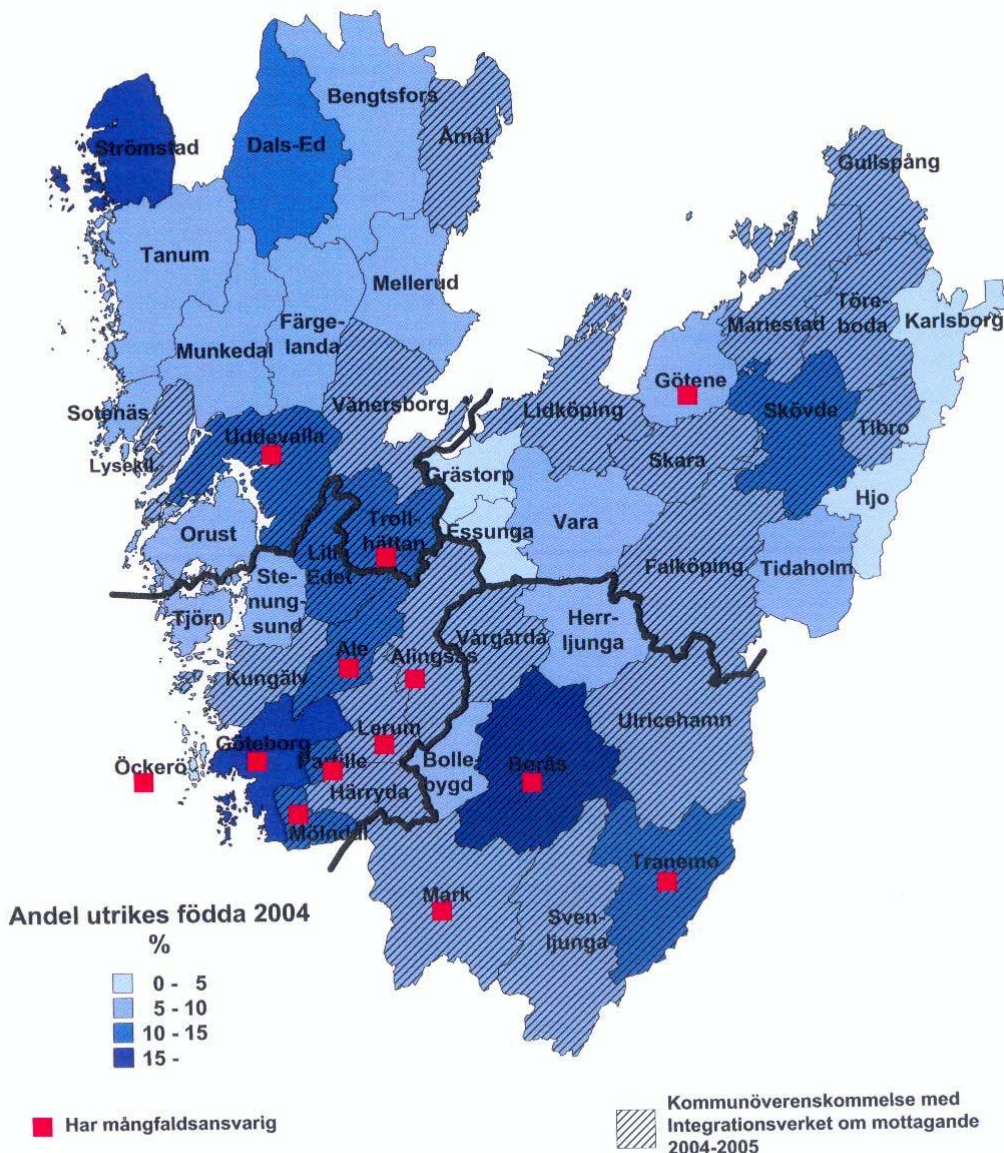 Bengtsfors
Strömstad
Dals-Ed
Åmål
Gullspång
Tanum
Mellerud
Töre-
boda
Karlsborg
Mariestad
Färge-
landa
Munkedal
Götene
Sotenäs
Vänersborg
Lidköping
Skövde
Tibro
Uddevalla
Lysekil
Skara
Grästorp
Hjo
Orust
Troll-
hättan
Essunga
Vara
Lilla
Edet
Falköping
Tidaholm
Ste-
nung-
sund
Tjörn
Herr-
ljunga
Vårgårda
Ale
Alingsås
Kungälv
Ulricehamn
Lerum
Göteborg
Partille
Bolle-
bygd
Borås
Öckerö
Härryda
Mölndal
Tranemo
Mark
Sven-
ljunga
Andel utrikes födda 2004
%
0 - 5
5 - 10
10 - 15
15 -
Har mångfaldsansvarig
Kommunöverenskommelse med
Integrationsverket om mottagande
2004-2005